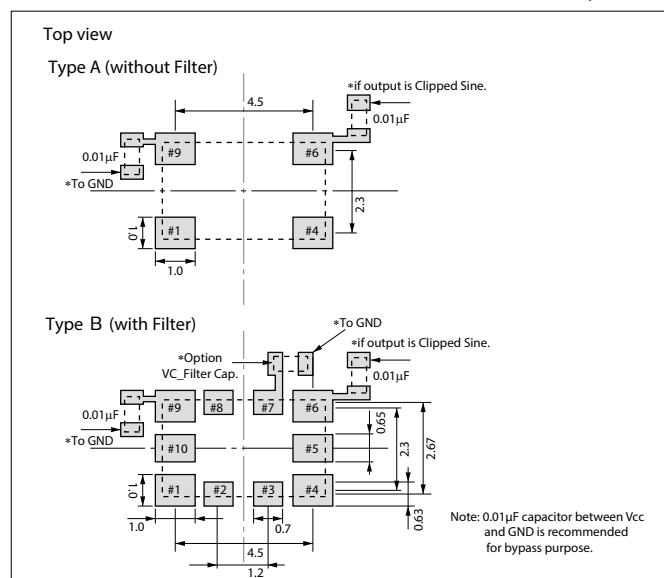 Top view
Type A (without Filter)
*if output is Clipped Sine.
4.5
0.01µF
#9
#6
0.01µF
*To GND
2.3
1.0
#1
#4
1.0
Type B (with Filter)
*To GND
*Option
VC_Filter Cap.
*if output is Clipped Sine.
0.01µF
#9
#8
#7
#6
0.01µF
*To GND
0.65
2.3
2.67
#10
#5
1.0
#1
#2
#3
#4
1.0
0.7
0.63
4.5
1.2
Note: 0.01µF capacitor between Vcc
and GND is recommended
for bypass purpose.